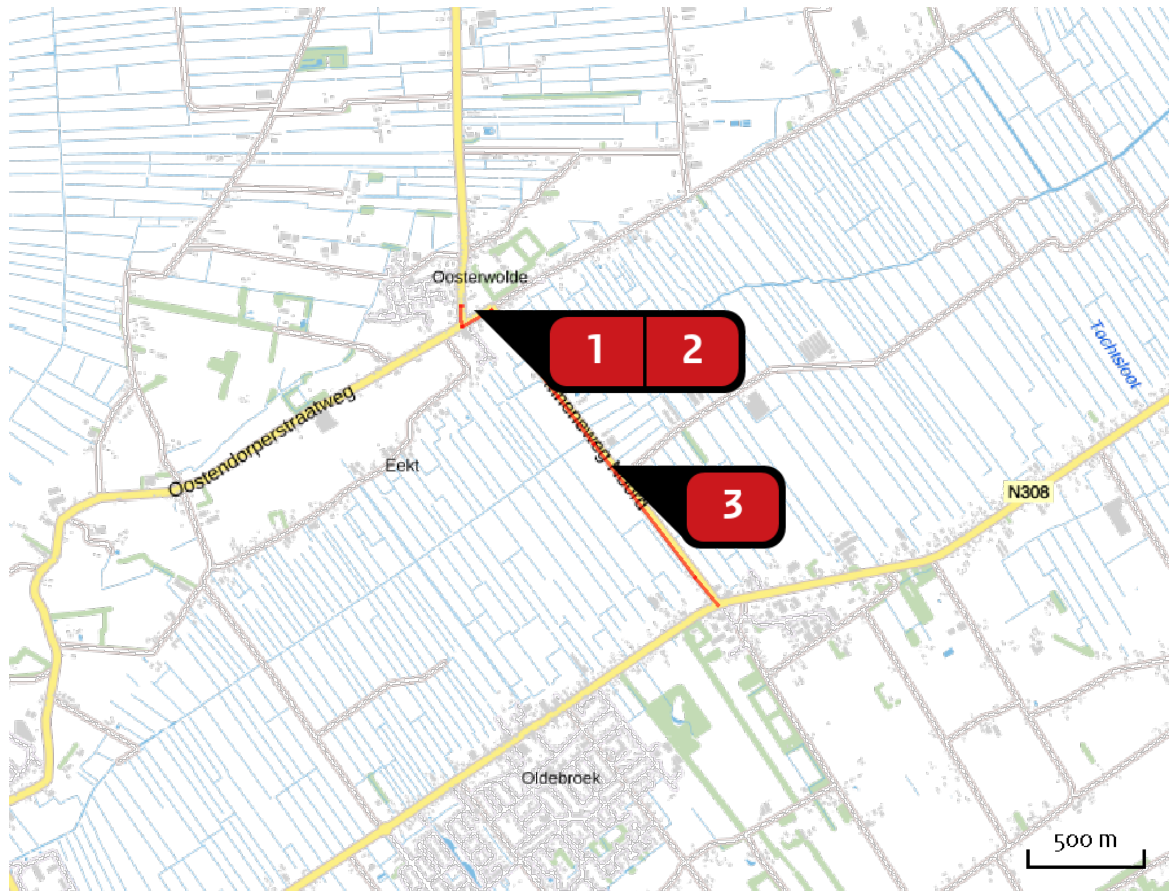 Oosterwolde
1
2
Tochtsloot
Oostendorperstraatweg
Eekt
3
N308
Oldebroek
500 m